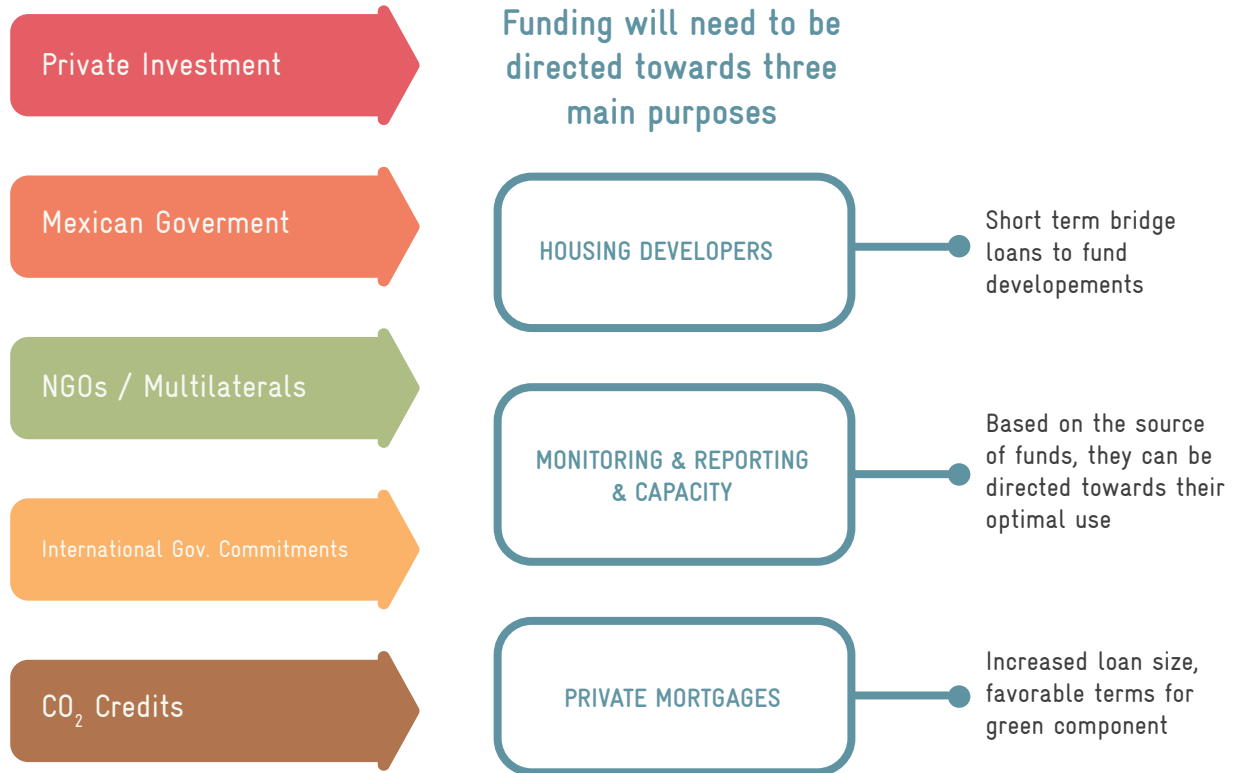 Private Investment
Mexican Goverment
NGOs / Multilaterals
International Gov. Commitments
CO₂ Credits
Funding will need to be
directed towards three
main purposes
HOUSING DEVELOPERS
Short term bridge
loans to fund
developements
MONITORING & REPORTING
& CAPACITY
Based on the source
of funds, they can be
directed towards their
optimal use
PRIVATE MORTGAGES
Increased loan size,
favorable terms for
green component